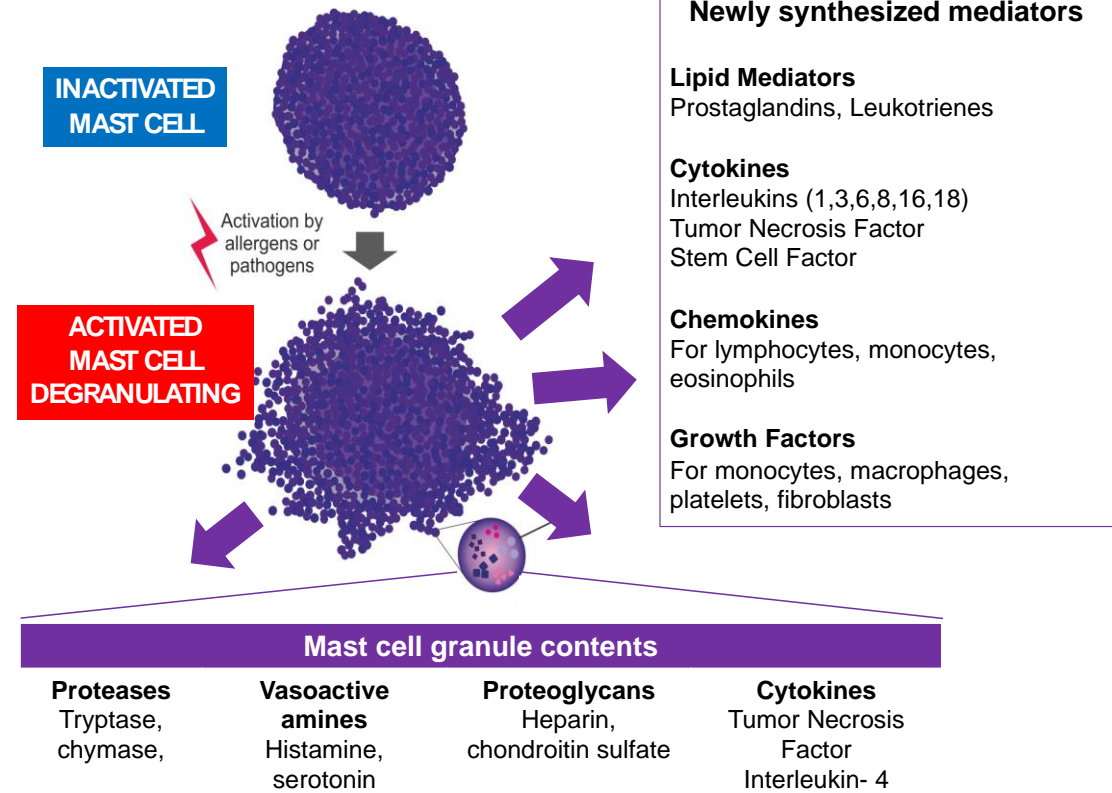 Newly synthesized mediators
INACTIVATED
MAST CELL
Lipid Mediators
Prostaglandins, Leukotrienes
Cytokines
Interleukins (1,3,6,8,16,18)
Tumor Necrosis Factor
Stem Cell Factor
Activation by
allergens or
pathogens
ACTIVATED
MAST CELL
DEGRANULATING
Chemokines
For lymphocytes, monocytes,
eosinophils
Growth Factors
For monocytes, macrophages,
platelets, fibroblasts
Mast cell granule contents
Proteases
Tryptase,
chymase,
Vasoactive
amines
Histamine,
serotonin
Proteoglycans
Heparin,
chondroitin sulfate
Cytokines
Tumor Necrosis
Factor
Interleukin- 4